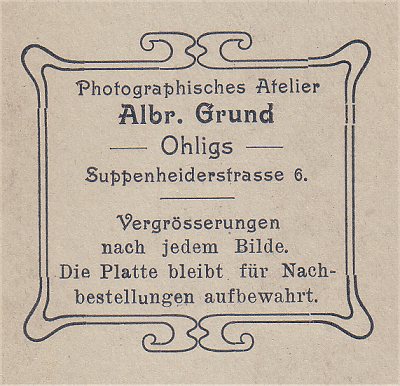 Photographisches Atelier
Albr. Grund
— Ohligs —
Suppenheiderstrasse 6.
Vergrösserungen
nach jedem Bilde.
Die Platte bleibt für Nach-
bestellungen aufbewahrt.